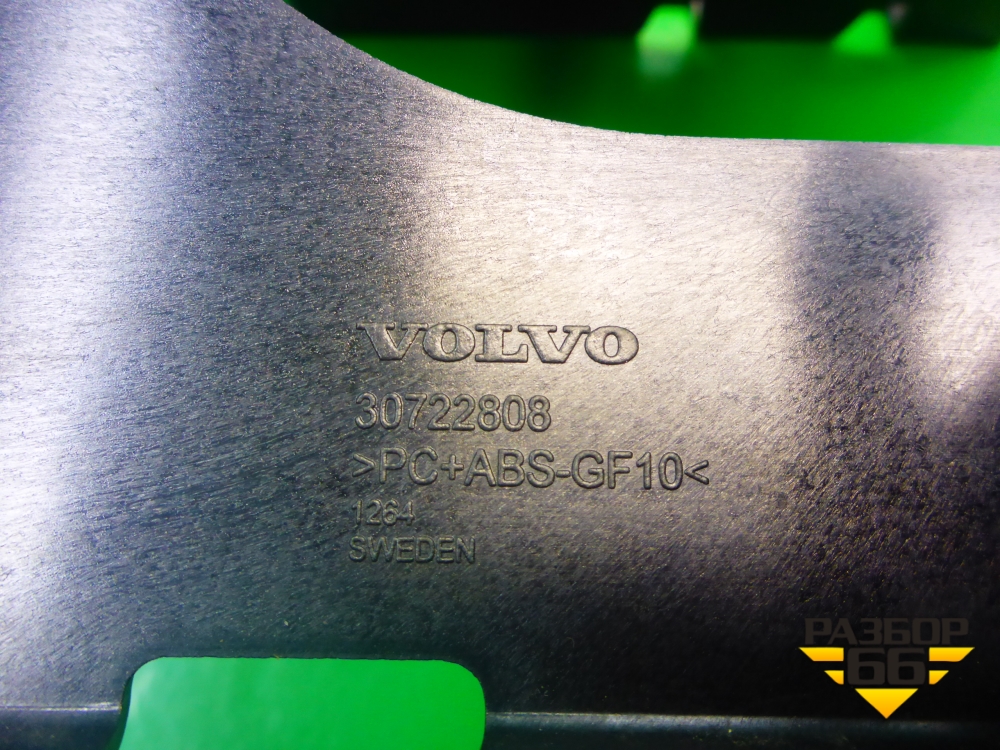 VOLVO
30722808
>PC+ABS-GF10<
1264
SWEDEN
РАЗБОР
66